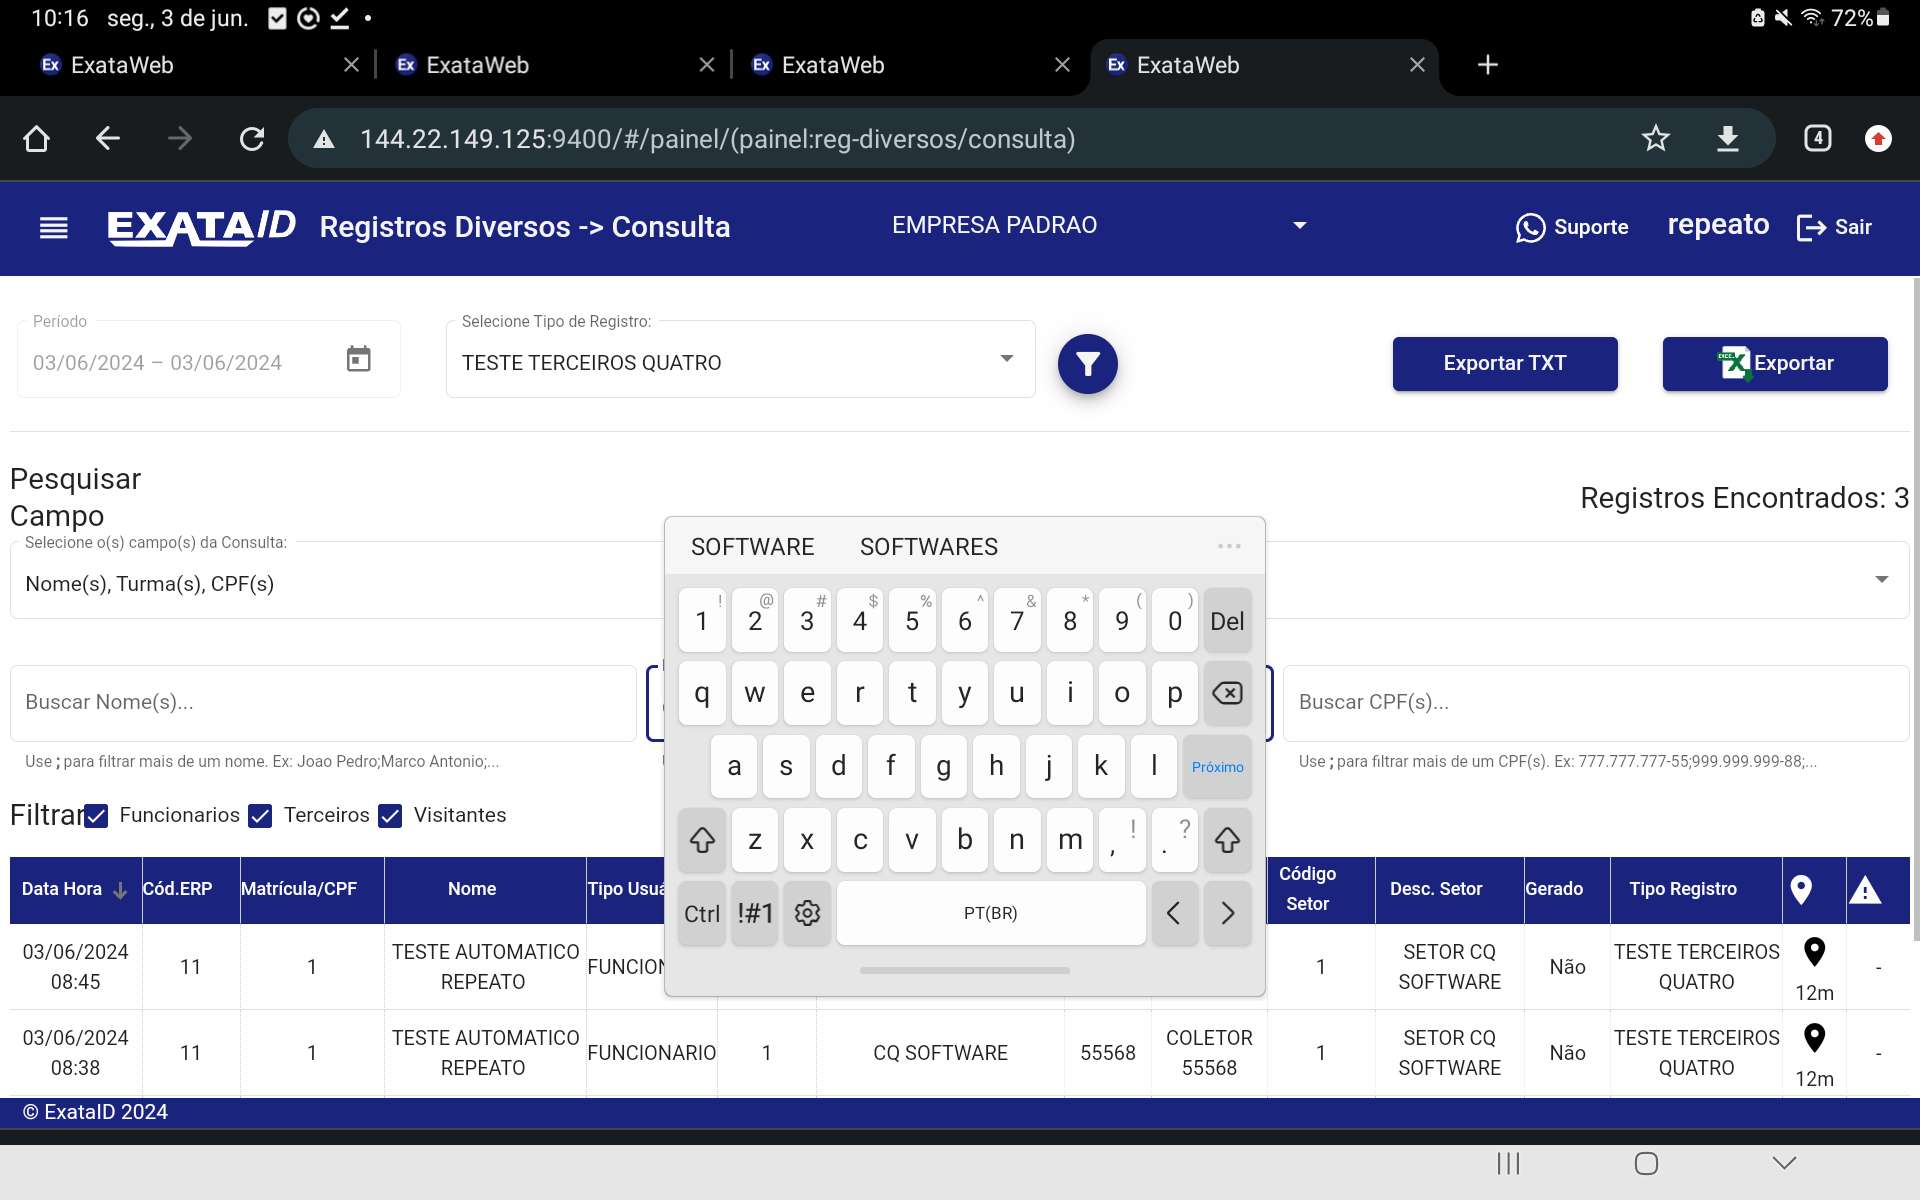 10:16 seg., 3 de jun. 72%
Ex ExataWeb Ex ExataWeb Ex ExataWeb Ex ExataWeb
144.22.149.125:9400/#/painel/(painel:reg-diversos/consulta) 4
EXATA/D Registros Diversos -> Consulta EMPRESA PADRAO Suporte repeato Sair
Período
03/06/2024 – 03/06/2024
Selecione Tipo de Registro:
TESTE TERCEIROS QUATRO
Exportar TXT
Exportar
Pesquisar
Campo
Registros Encontrados: 3
Selecione o(s) campo(s) da Consulta:
Nome(s), Turma(s), CPF(s)
Buscar Nome(s)...
Use ; para filtrar mais de um nome. Ex: Joao Pedro;Marco Antonio;...
Buscar CPF(s)...
Use ; para filtrar mais de um CPF(s). Ex: 777.777.777-55;999.999.999-88;...
SOFTWARE SOFTWARES ...
! @ # $ % ^ & * ( )
1 2 3 4 5 6 7 8 9 0 Del
q w e r t y u i o p
a s d f g h j k l Próximo
z x c v b n m , ! . ?
Ctrl !#1 PT(BR) < >
Filtrar Funcionarios Terceiros Visitantes
Data Hora Cód.ERP Matrícula/CPF Nome Tipo Usuá Código Setor Desc. Setor Gerado Tipo Registro
03/06/2024 08:45 11 1 TESTE AUTOMATICO REPEATO FUNCION 1 SETOR CQ SOFTWARE Não TESTE TERCEIROS QUATRO 12m -
03/06/2024 08:38 11 1 TESTE AUTOMATICO REPEATO FUNCIONARIO 1 CQ SOFTWARE 55568 COLETOR 55568 1 SETOR CQ SOFTWARE Não TESTE TERCEIROS QUATRO 12m -
© ExataID 2024